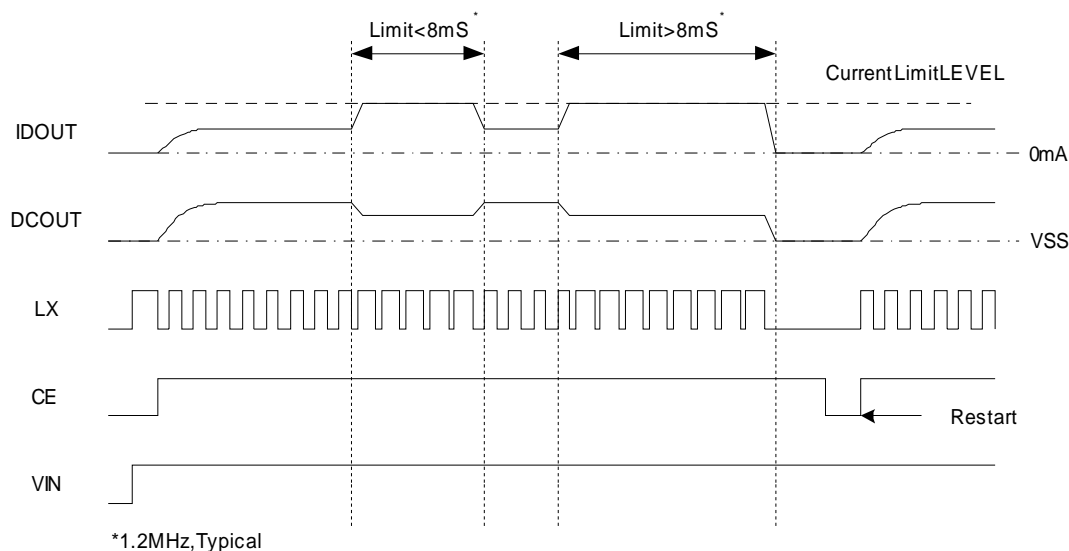 Limit<8mS*
Limit>8mS*
CurrentLimitLEVEL
IDOUT
0mA
DCOUT
VSS
LX
CE
Restart
VIN
*1.2MHz,Typical